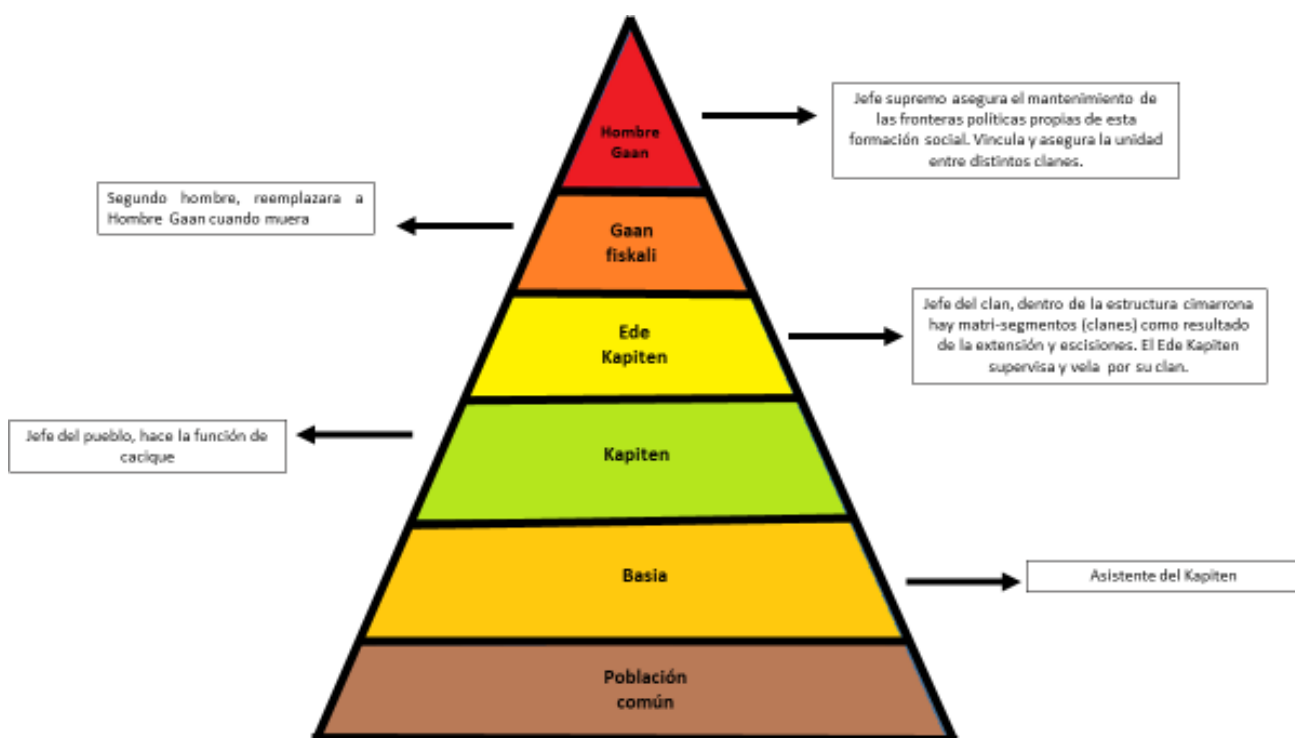 Hombre
Gaan
Jefe supremo asegura el mantenimiento de
las fronteras políticas propias de esta
formación social. Vincula y asegura la unidad
entre distintos clanes.
Segundo hombre, reemplazara a
Hombre Gaan cuando muera
Gaan
fiskali
Ede
Kapiten
Jefe del clan, dentro de la estructura cimarrona
hay matri-segmentos (clanes) como resultado
de la extensión y escisiones. El Ede Kapiten
supervisa y vela por su clan.
Jefe del pueblo, hace la función de
cacique
Kapiten
Basia
Asistente del Kapiten
Población
común